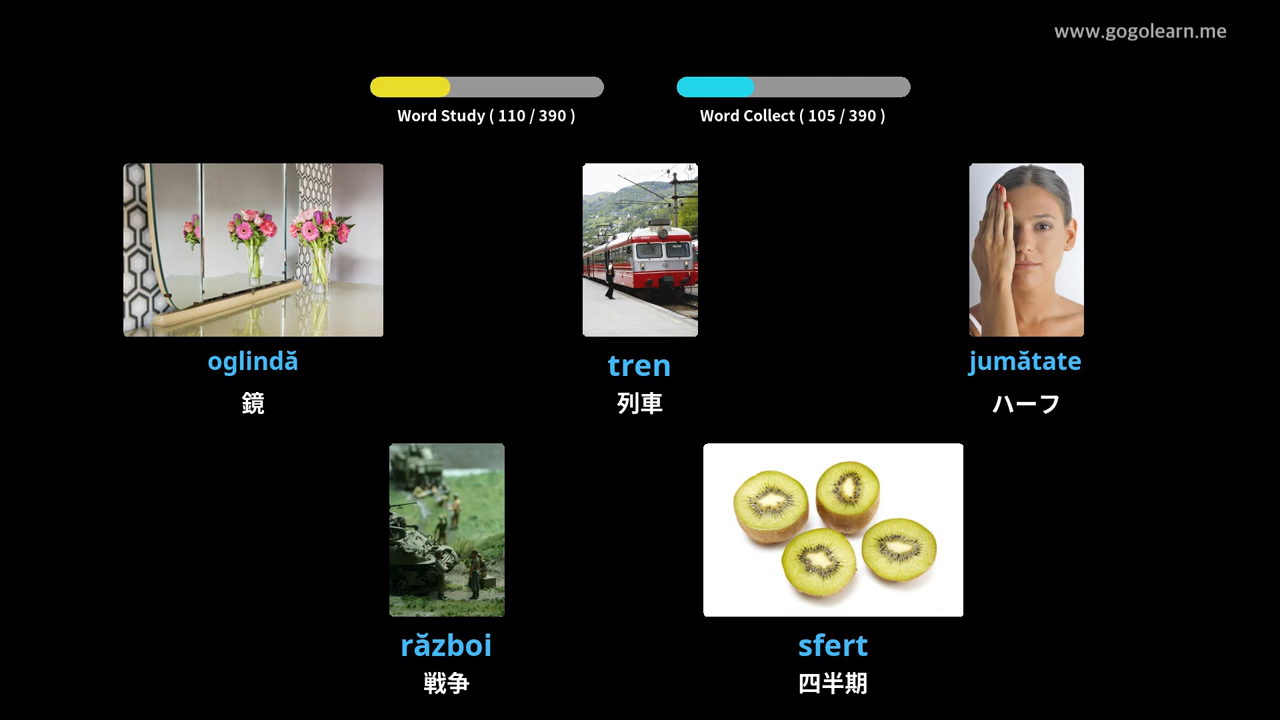 www.gogolearn.me
Word Study ( 110 / 390 )
Word Collect ( 105 / 390 )
oglindă
鏡
tren
列車
jumătate
ハーフ
război
戦争
sfert
四半期